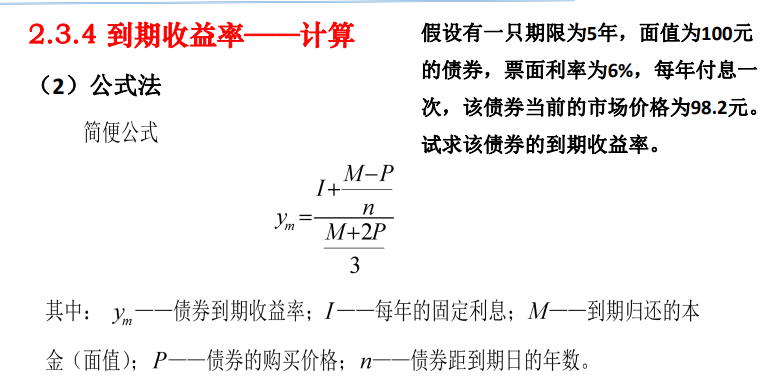 2.3.4 到期收益率——计算
（2）公式法
简便公式
y_m = (I + (M−P)/n) / ((M+2P)/3)
假设有一只期限为5年，面值为100元
的债券，票面利率为6%，每年付息一
次，该债券当前的市场价格为98.2元。
试求该债券的到期收益率。
其中： y_m——债券到期收益率；I——每年的固定利息；M——到期归还的本
金（面值）；P——债券的购买价格；n——债券距到期日的年数。